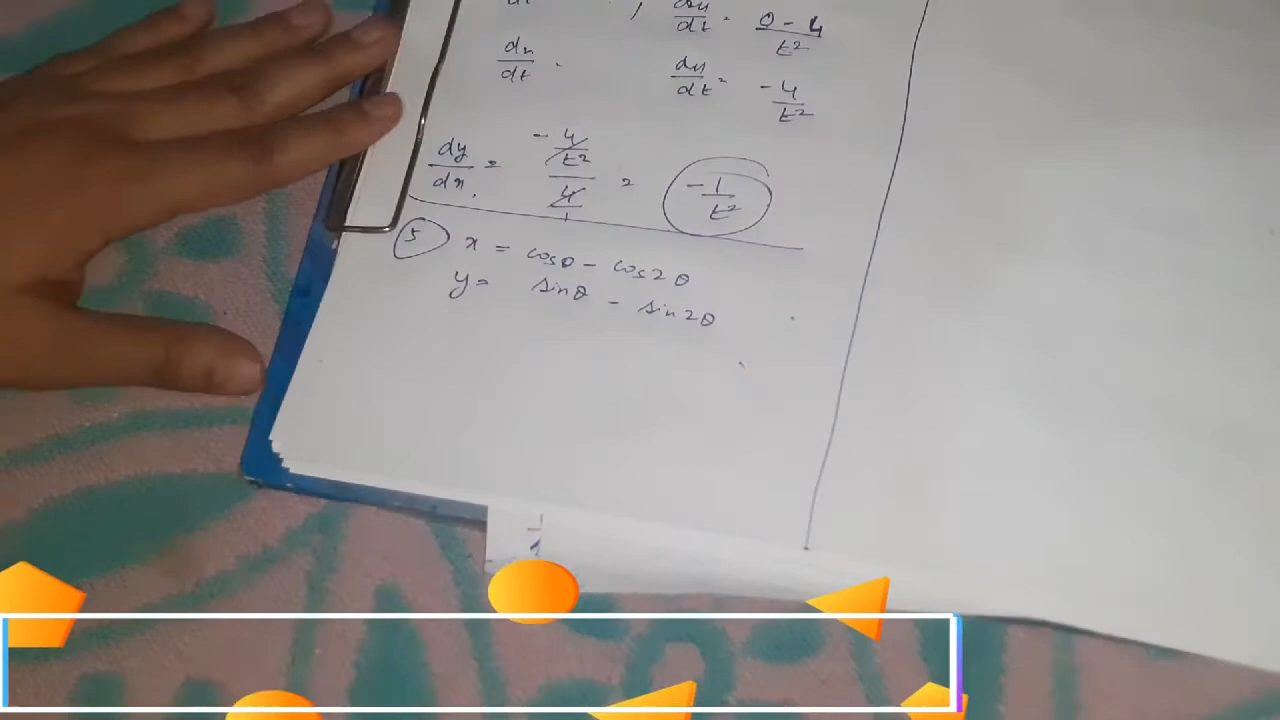 , dy/dt = 0 - 4 / t²
dx/dt = dy/dt = -4/t²
dy/dx = -4/t² / 4/1 = -1/t²
5 x = cosθ - cos2θ
y = sinθ - sin2θ